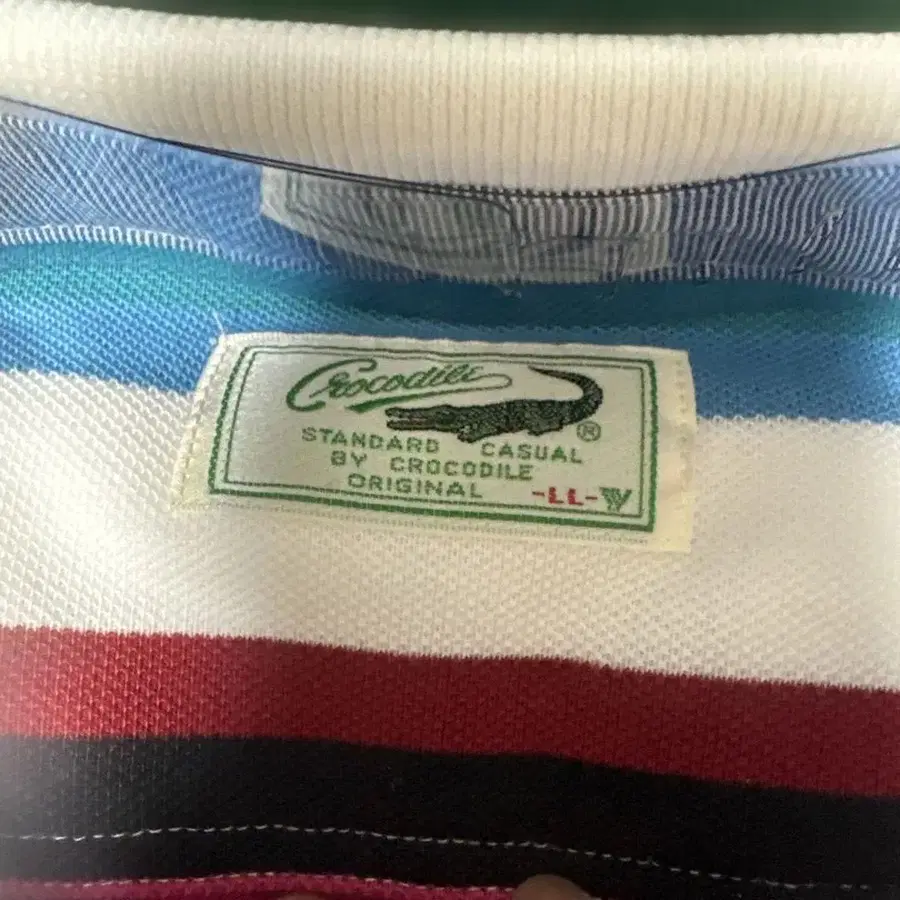 Crocodile
®
STANDARD CASUAL
BY CROCODILE
ORIGINAL -LL-